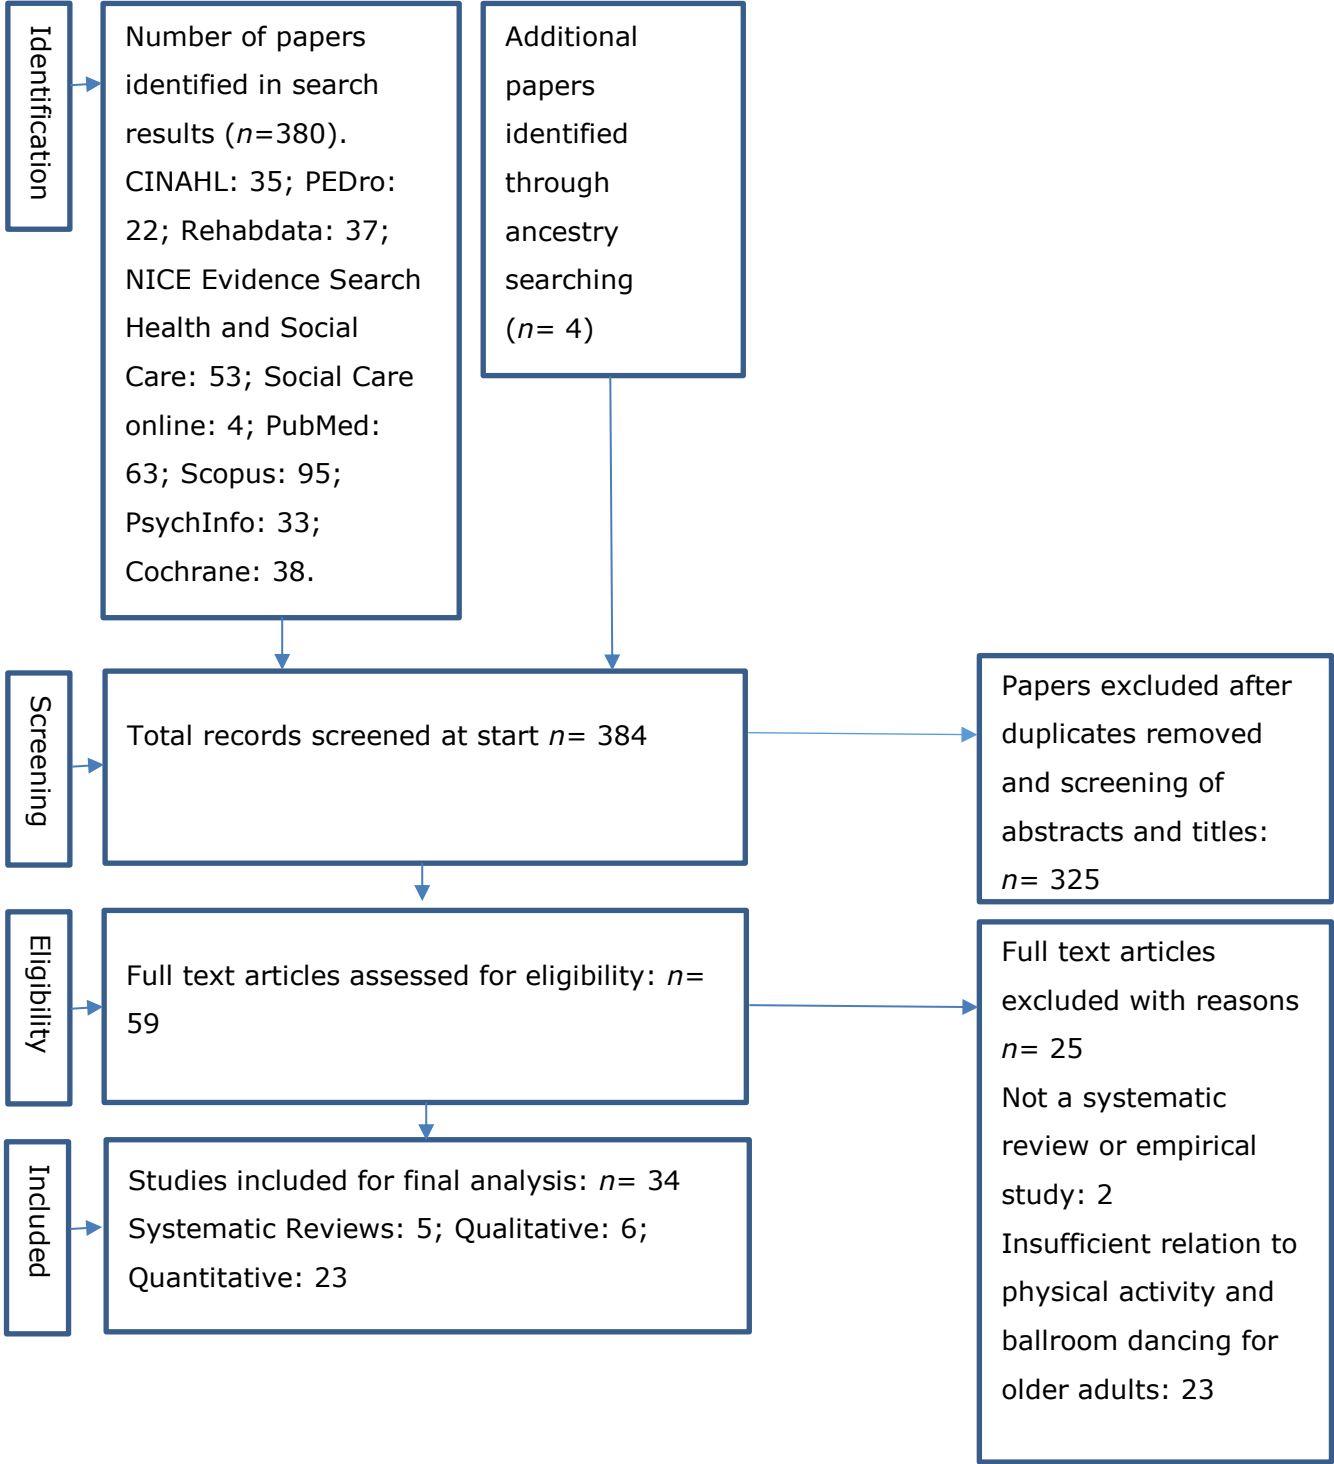 Identification
Number of papers
identified in search
results (n=380).
CINAHL: 35; PEDro:
22; Rehabdata: 37;
NICE Evidence Search
Health and Social
Care: 53; Social Care
online: 4; PubMed:
63; Scopus: 95;
PsychInfo: 33;
Cochrane: 38.
Additional
papers
identified
through
ancestry
searching
(n= 4)
Screening
Total records screened at start n= 384
Papers excluded after
duplicates removed
and screening of
abstracts and titles:
n= 325
Eligibility
Full text articles assessed for eligibility: n=
59
Full text articles
excluded with reasons
n= 25
Not a systematic
review or empirical
study: 2
Insufficient relation to
physical activity and
ballroom dancing for
older adults: 23
Included
Studies included for final analysis: n= 34
Systematic Reviews: 5; Qualitative: 6;
Quantitative: 23